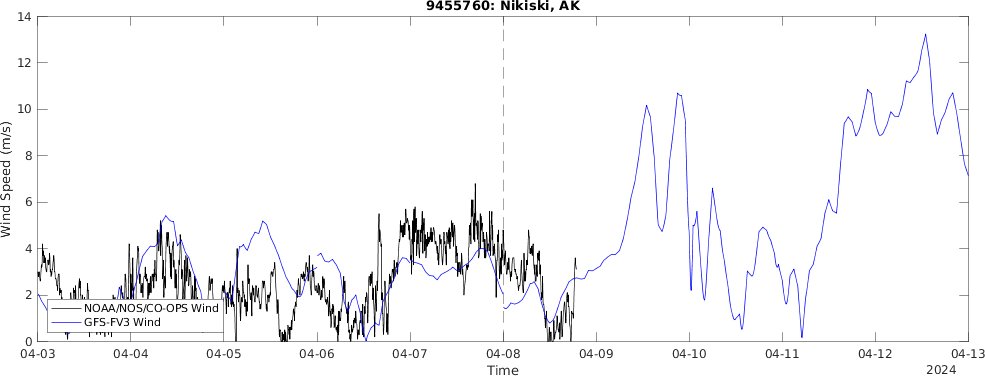 9455760: Nikiski, AK
14
12
10
8
6
4
2
0
Wind Speed (m/s)
NOAA/NOS/CO-OPS Wind
GFS-FV3 Wind
04-03 04-04 04-05 04-06 04-07 04-08 04-09 04-10 04-11 04-12 04-13
Time
2024